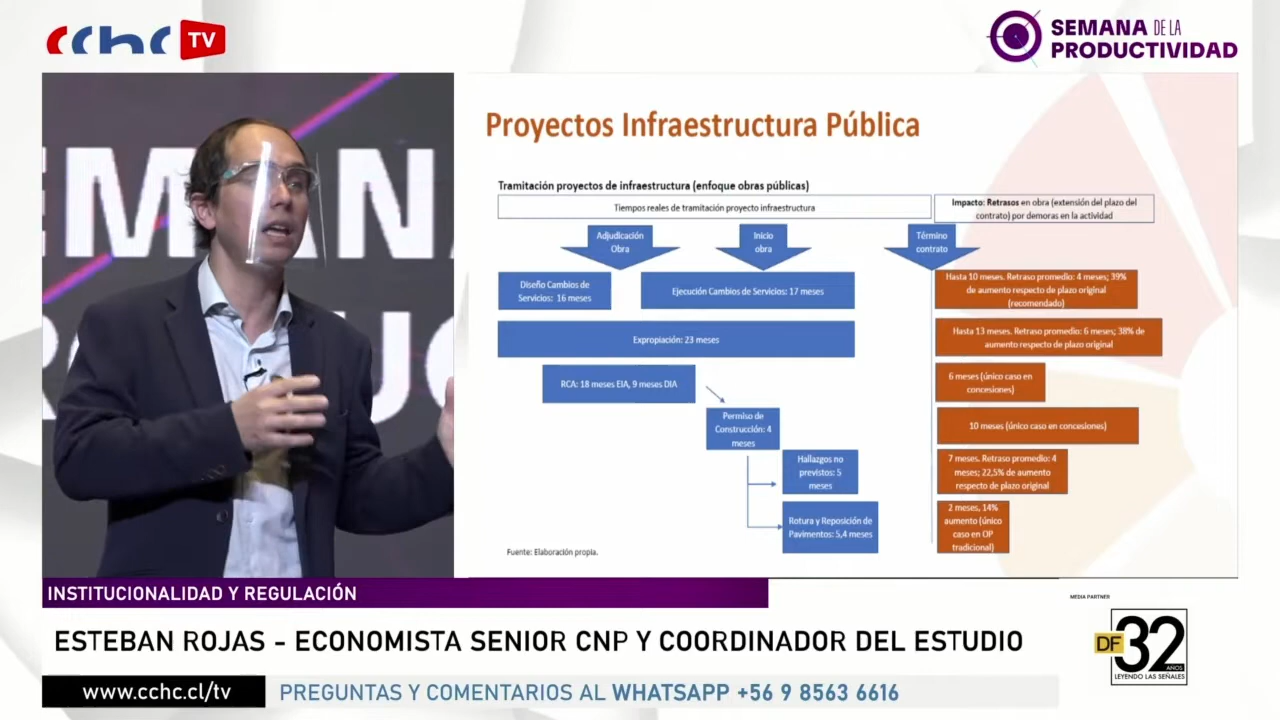 cchc TV
SEMANA DE LA
PRODUCTIVIDAD
EMANA
Proyectos Infraestructura Pública
Tramitación proyectos de infraestructura (enfoque obras públicas)
Tiempos reales de tramitación proyecto infraestructura
Impacto: Retrasos en obra (extensión del plazo del
contrato) por demoras en la actividad
Adjudicación
Obra
Inicio
obra
Término
contrato
Diseño Cambios de
Servicios: 16 meses
Ejecución Cambios de Servicios: 17 meses
Hasta 10 meses. Retraso promedio: 4 meses; 39%
de aumento respecto de plazo original
(recomendado)
Expropiación: 23 meses
Hasta 13 meses. Retraso promedio: 6 meses; 38% de
aumento respecto de plazo original
RCA: 18 meses EIA, 9 meses DIA
6 meses (único caso en
concesiones)
Permiso de
Construcción: 4
meses
10 meses (único caso en concesiones)
Hallazgos no
previstos: 5
meses
7 meses. Retraso promedio: 4
meses; 22,5% de aumento
respecto de plazo original
Rotura y Reposición de
Pavimentos: 5,4 meses
2 meses, 14%
aumento (único
caso en OP
tradicional)
Fuente: Elaboración propia.
INSTITUCIONALIDAD Y REGULACIÓN
ESTEBAN ROJAS - ECONOMISTA SENIOR CNP Y COORDINADOR DEL ESTUDIO
www.cchc.cl/tv
PREGUNTAS Y COMENTARIOS AL WHATSAPP +56 9 8563 6616
MEDIA PARTNER
DF 32
AÑOS
LEYENDO LAS SEÑALES